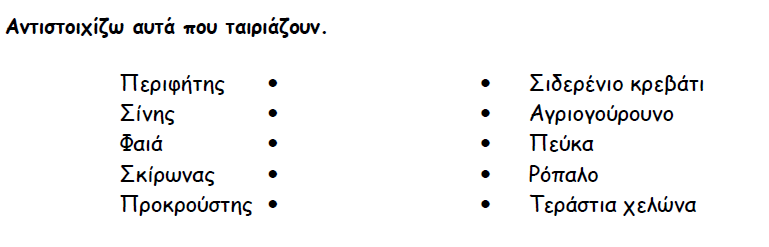 Αντιστοιχίζω αυτά που ταιριάζουν.
Περιφήτης • • Σιδερένιο κρεβάτι
Σίνης • • Αγριογούρουνο
Φαιά • • Πεύκα
Σκίρωνας • • Ρόπαλο
Προκρούστης • • Τεράστια χελώνα